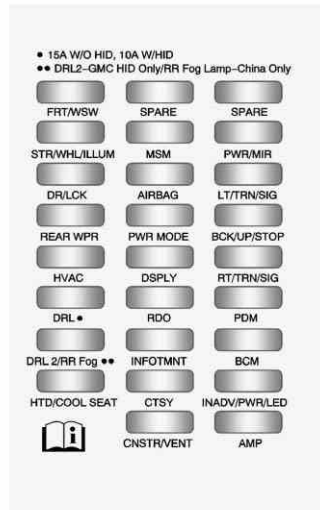 • 15A W/O HID, 10A W/HID
•• DRL2-GMC HID Only/RR Fog Lamp-China Only
FRT/WSW SPARE SPARE
STR/WHL/ILLUM MSM PWR/MIR
DR/LCK AIRBAG LT/TRN/SIG
REAR WPR PWR MODE BCK/UP/STOP
HVAC DSPLY RT/TRN/SIG
DRL • RDO PDM
DRL 2/RR Fog •• INFOTMNT BCM
HTD/COOL SEAT CTSY INADV/PWR/LED
CNSTR/VENT AMP